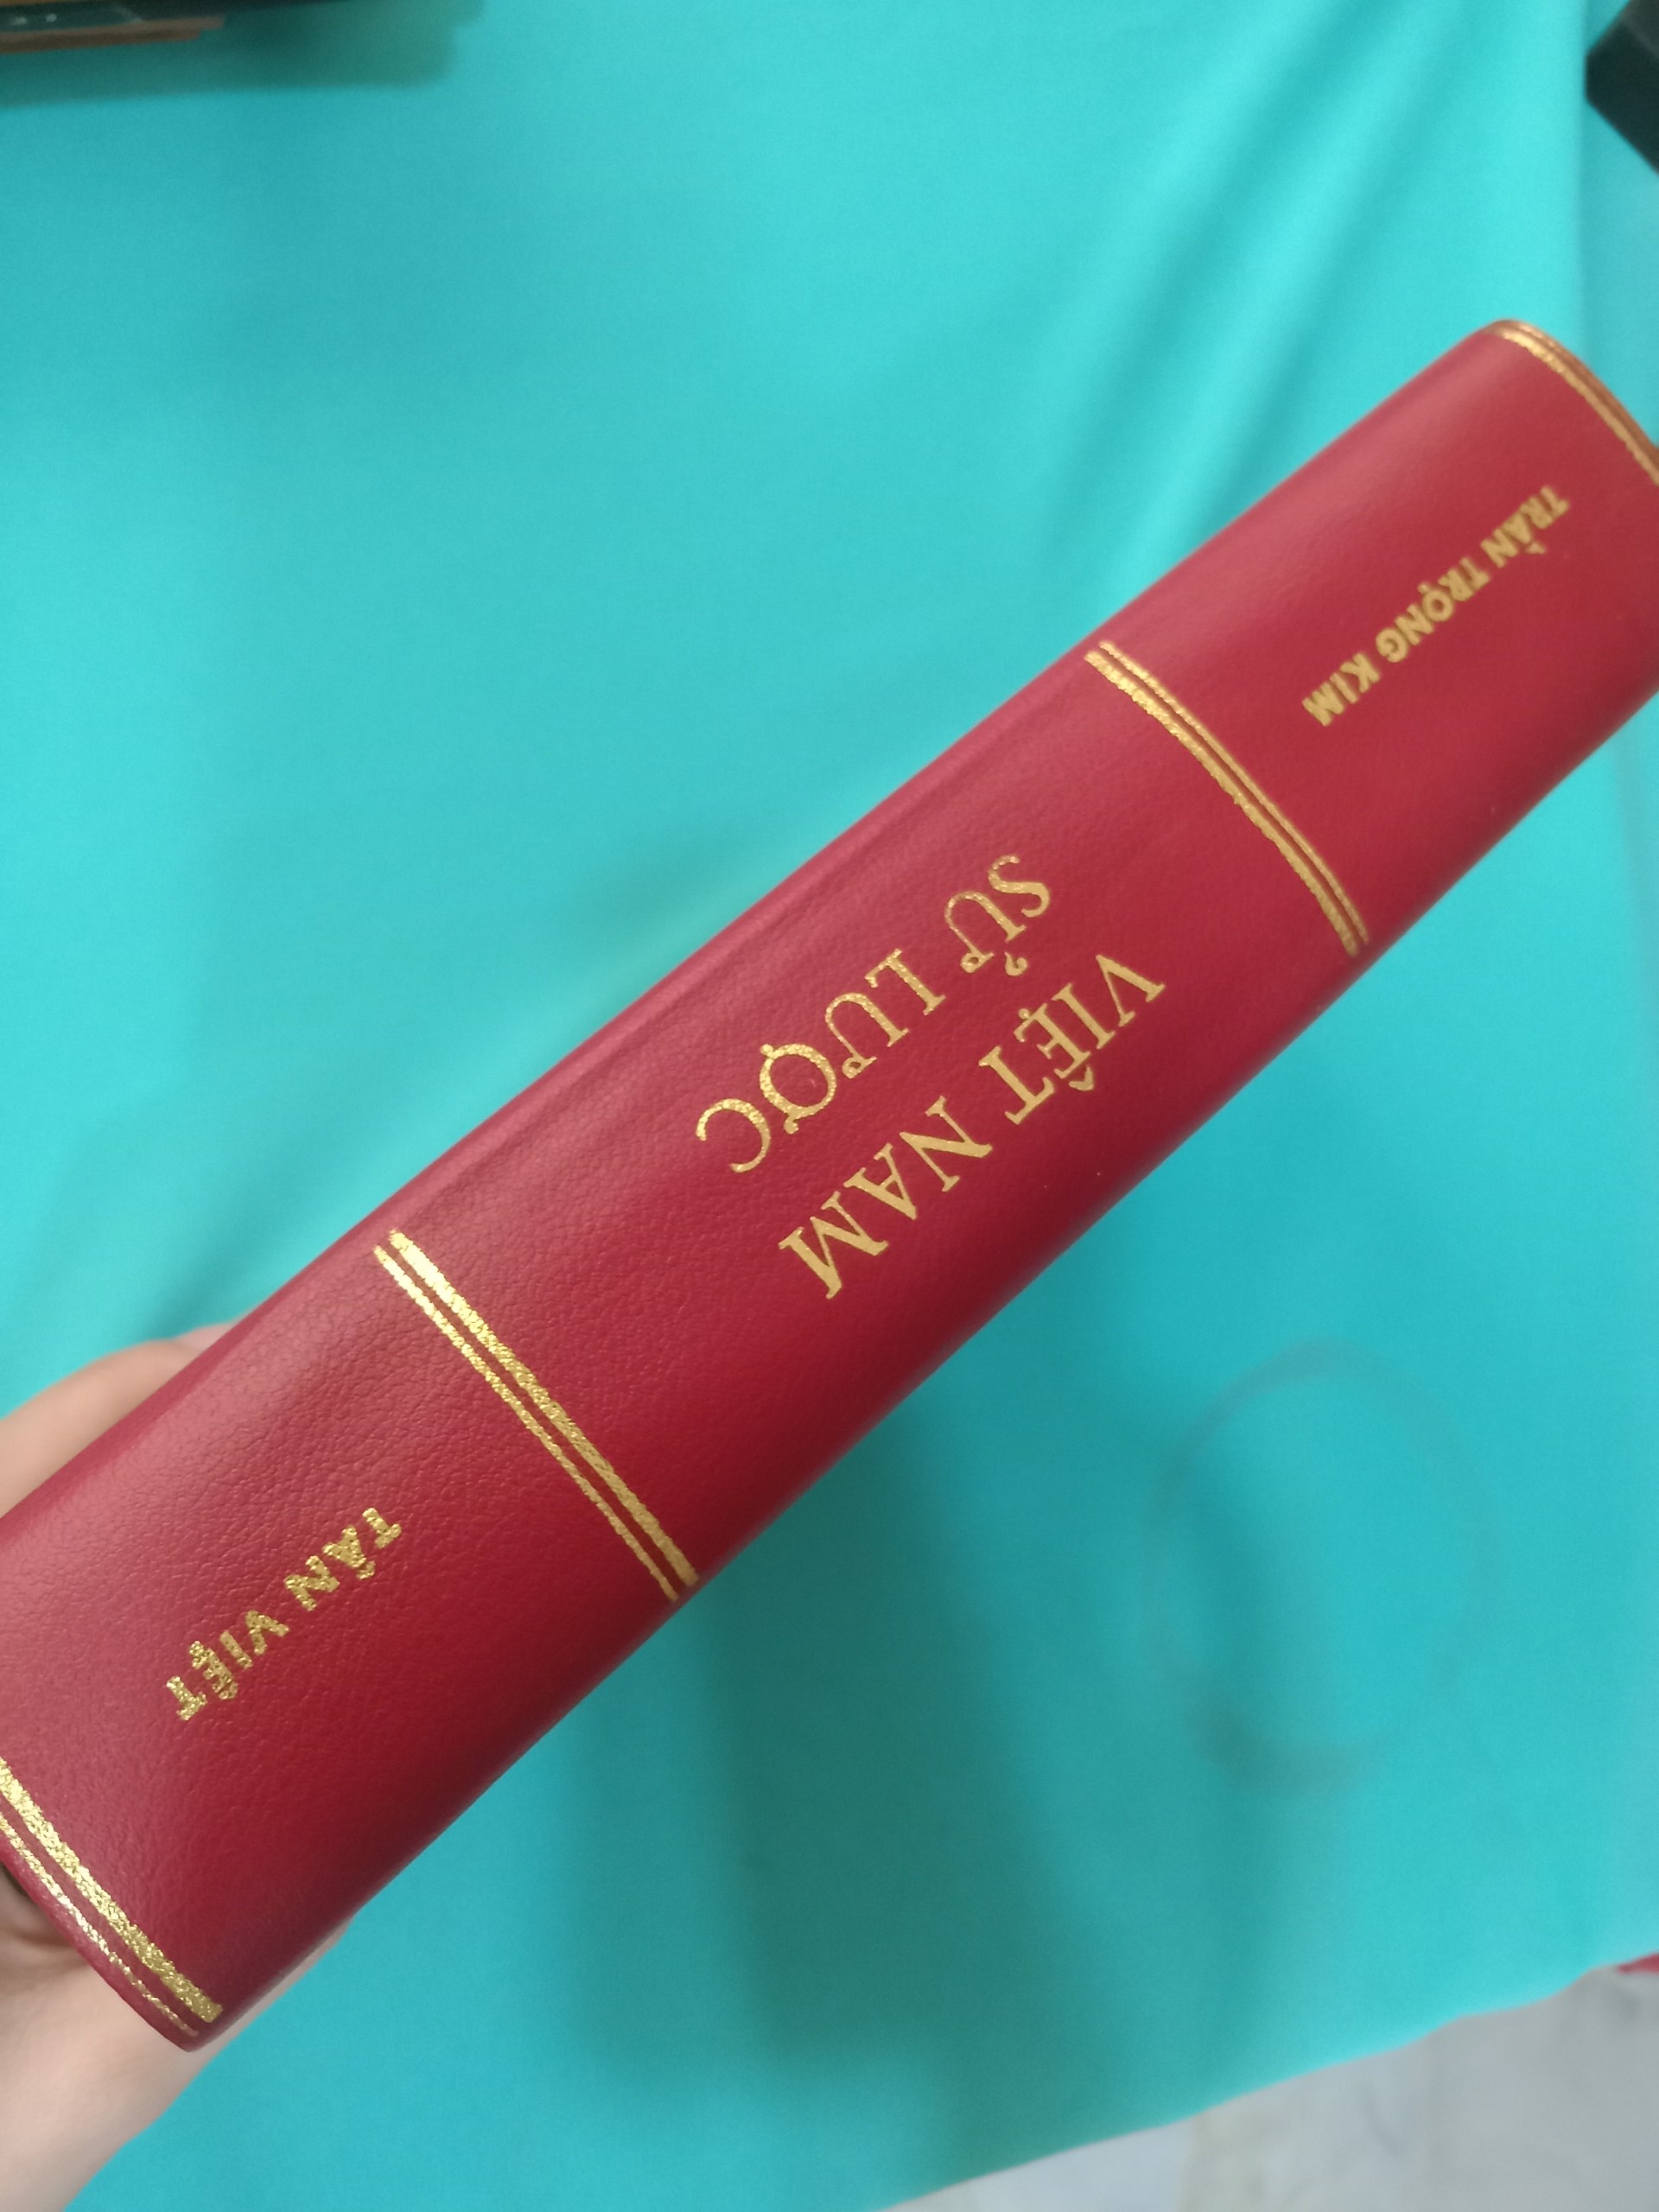 TRẦN TRỌNG KIM
VIỆT NAM
SỬ LƯỢC
TÂN VIỆT